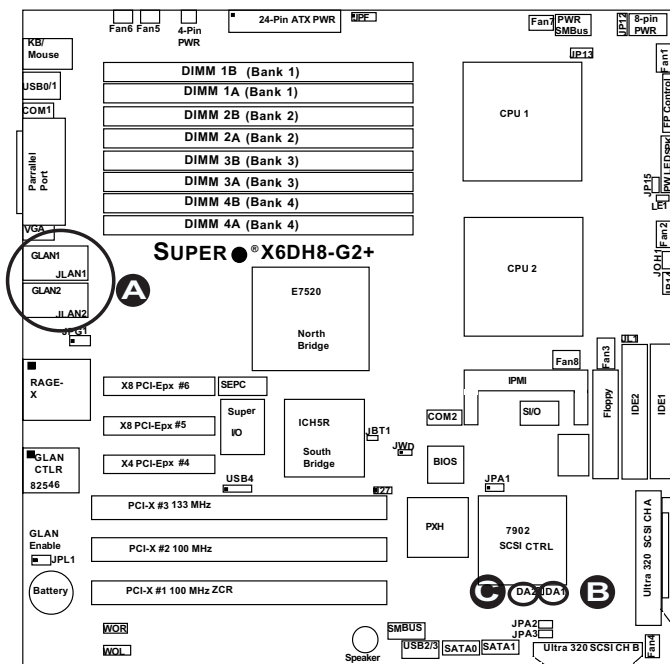 Fan6 Fan5
4-Pin
PWR
24-Pin ATX PWR
JPF
Fan7
PWR
SMBus
JP12
8-pin
PWR
KB/
Mouse
USB0/1
COM1
Parrallel
Port
VGA
DIMM 1B (Bank 1)
DIMM 1A (Bank 1)
DIMM 2B (Bank 2)
DIMM 2A (Bank 2)
DIMM 3B (Bank 3)
DIMM 3A (Bank 3)
DIMM 4B (Bank 4)
DIMM 4A (Bank 4)
JP13
CPU 1
Fan1
FP Control
PW LED SPK
JP15
LE1
Fan2
JOH1
JP14
GLAN1
JLAN1
GLAN2
JLAN2
A
SUPER ® X6DH8-G2+
CPU 2
JPG1
E7520
North
Bridge
RAGE-
X
X8 PCI-Epx #6
SEPC
X8 PCI-Epx #5
Super
I/O
ICH5R
South
Bridge
X4 PCI-Epx #4
JBT1
JWD
USB4
J27
Fan8
Fan3
JL1
IPMI
COM2
SI/O
BIOS
Floppy
IDE2
IDE1
GLAN
CTLR
82546
JPA1
PCI-X #3 133 MHz
PXH
7902
SCSI CTRL
Ultra 320 SCSI CH A
GLAN
Enable
JPL1
PCI-X #2 100 MHz
Battery
PCI-X #1 100 MHz ZCR
C
DA2
JDA1
B
WOR
WOL
Speaker
SMBUS
USB2/3
SATA0
SATA1
JPA2
JPA3
Ultra 320 SCSI CH B
Fan4